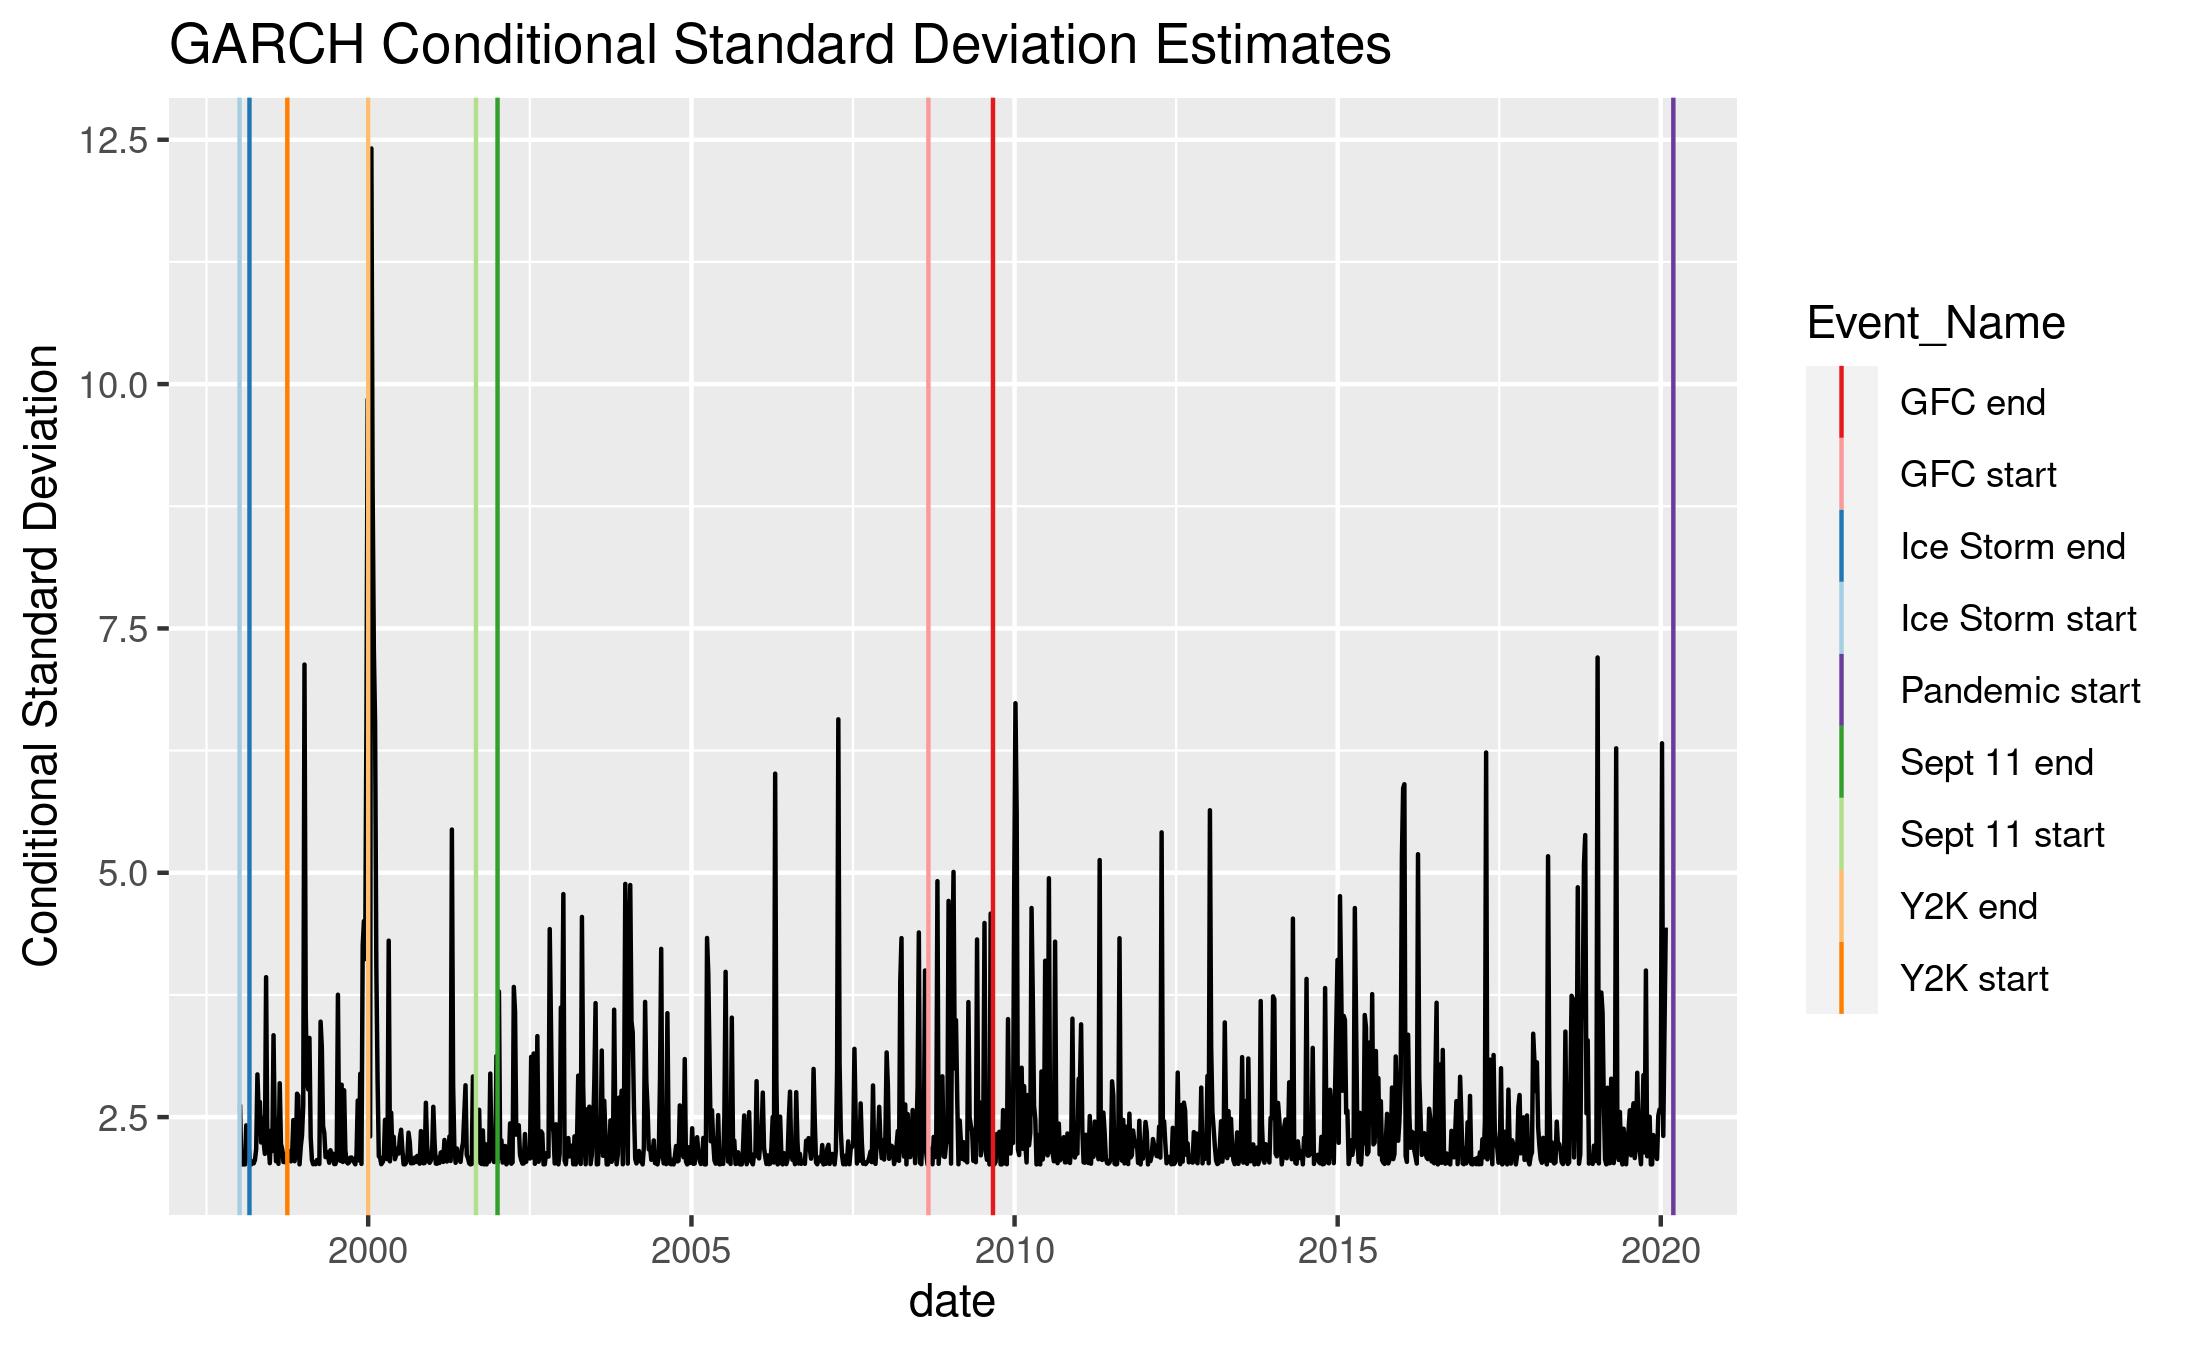 GARCH Conditional Standard Deviation Estimates
Conditional Standard Deviation
12.5
10.0
7.5
5.0
2.5
2000
2005
2010
2015
2020
date
Event_Name
GFC end
GFC start
Ice Storm end
Ice Storm start
Pandemic start
Sept 11 end
Sept 11 start
Y2K end
Y2K start